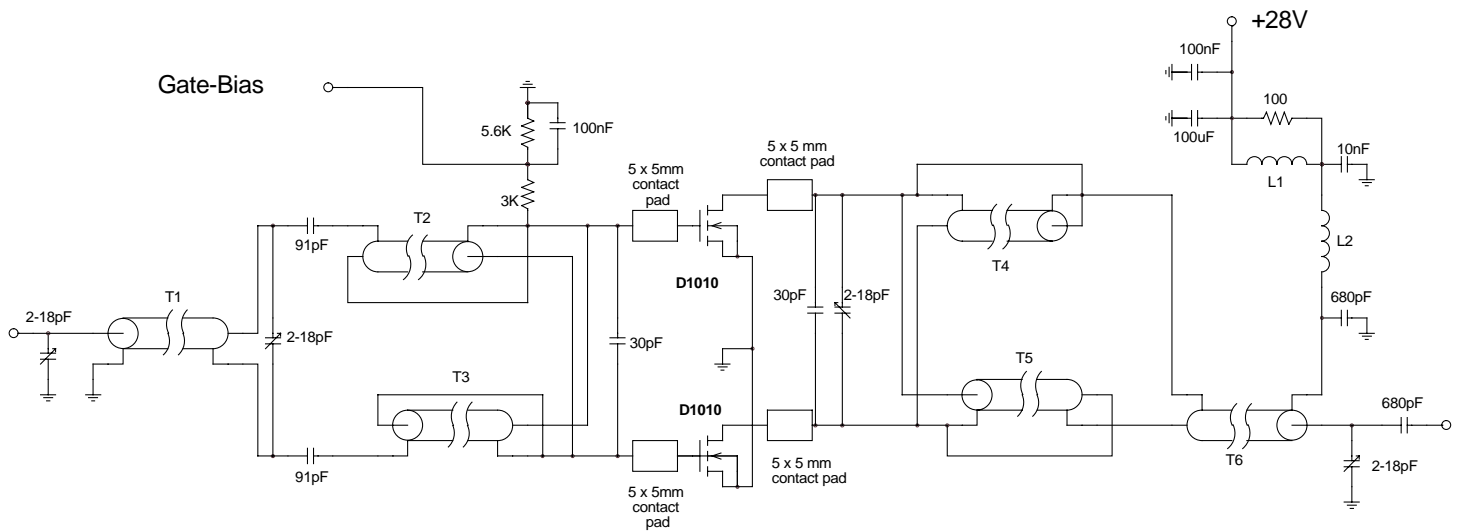 +28V
100nF
Gate-Bias
100
5.6K
100nF
100uF
10nF
5 x 5 mm
contact pad
L1
5 x 5mm
contact
pad
3K
T2
T4
L2
91pF
D1010
T1
2-18pF
2-18pF
30pF
30pF
2-18pF
680pF
T3
T5
D1010
680pF
91pF
5 x 5 mm
contact pad
T6
2-18pF
5 x 5mm
contact
pad